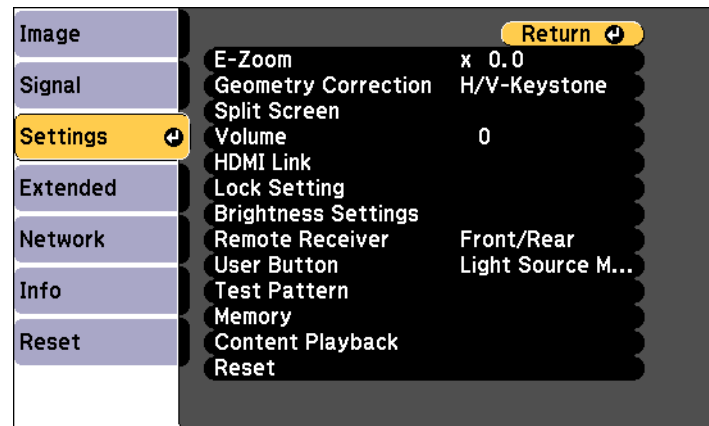 Image
Signal
Settings
Extended
Network
Info
Reset
Return
E-Zoom x 0.0
Geometry Correction H/V-Keystone
Split Screen
Volume 0
HDMI Link
Lock Setting
Brightness Settings
Remote Receiver Front/Rear
User Button Light Source M...
Test Pattern
Memory
Content Playback
Reset